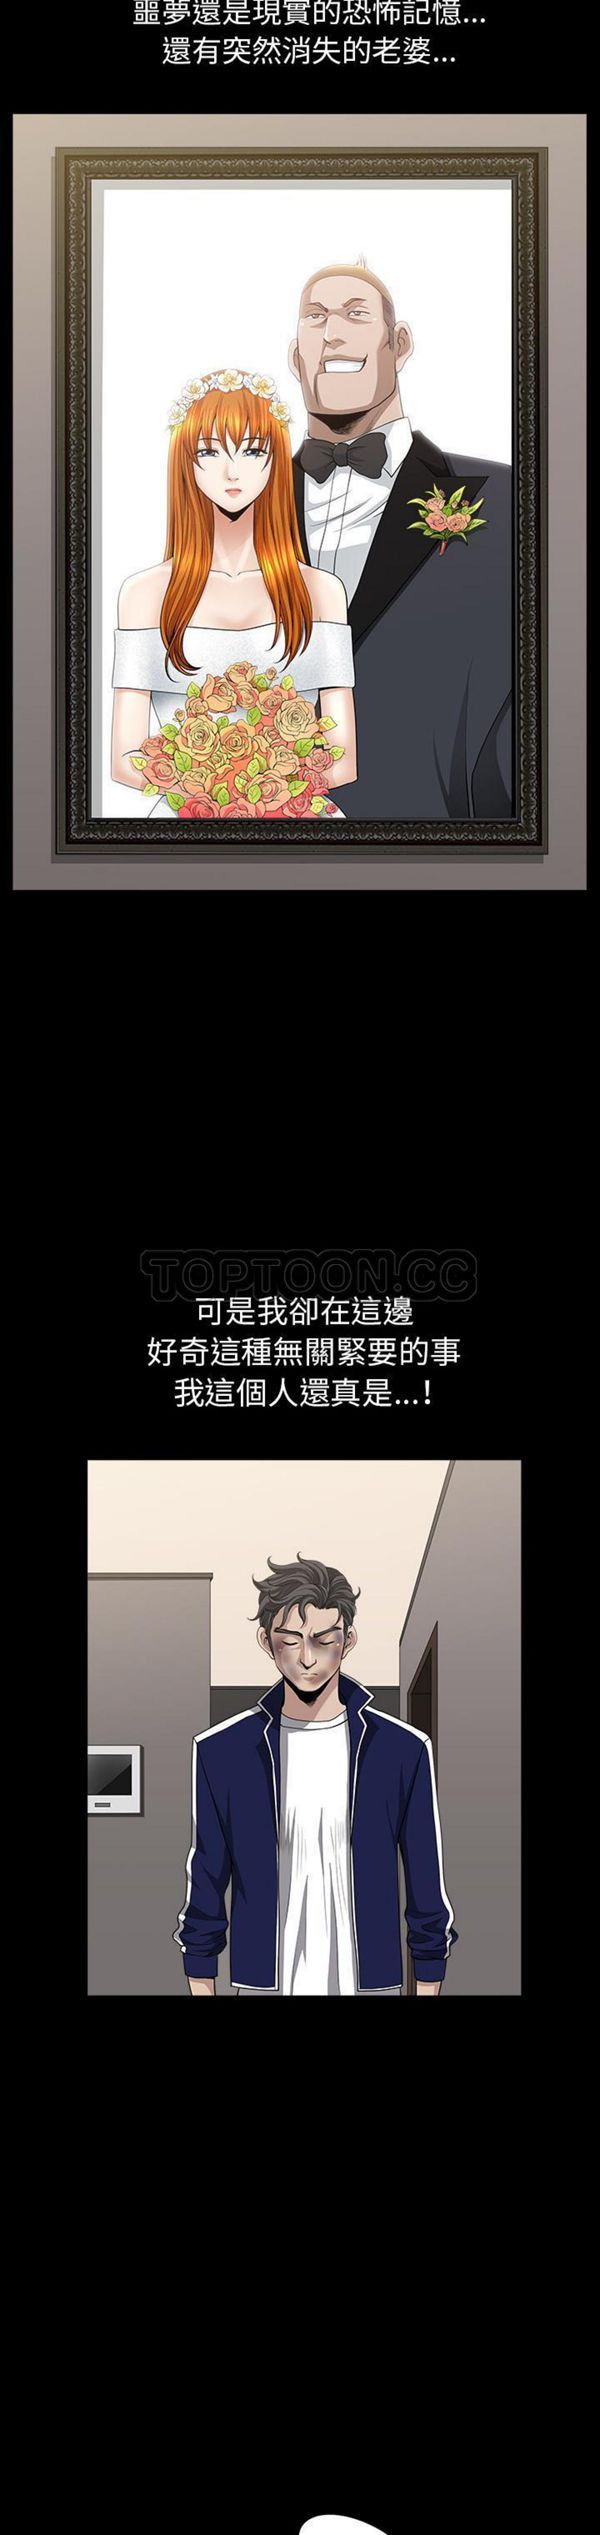 噩夢還是現實的恐怖記憶...
還有突然消失的老婆...
TOPTOON.CC
可是我卻在這邊
好奇這種無關緊要的事
我這個人還真是...!